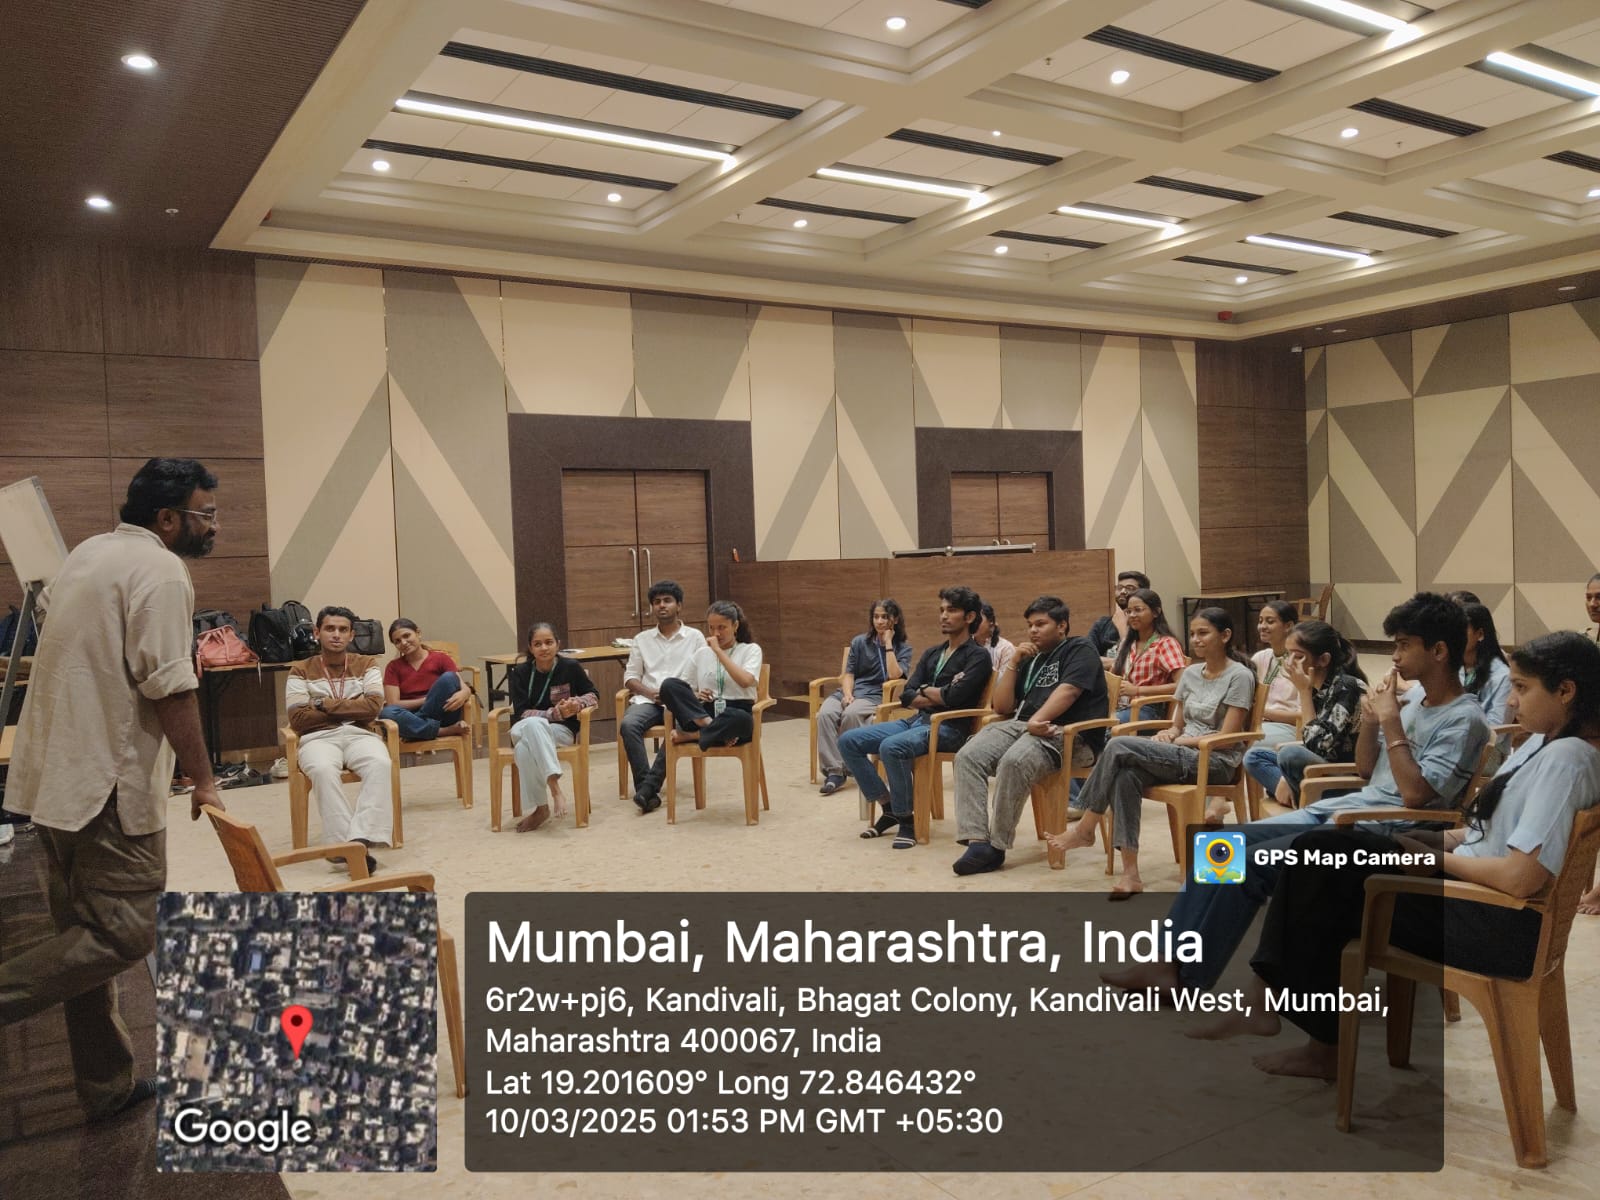 GPS Map Camera
Mumbai, Maharashtra, India
6r2w+pj6, Kandivali, Bhagat Colony, Kandivali West, Mumbai,
Maharashtra 400067, India
Lat 19.201609° Long 72.846432°
10/03/2025 01:53 PM GMT +05:30
Google